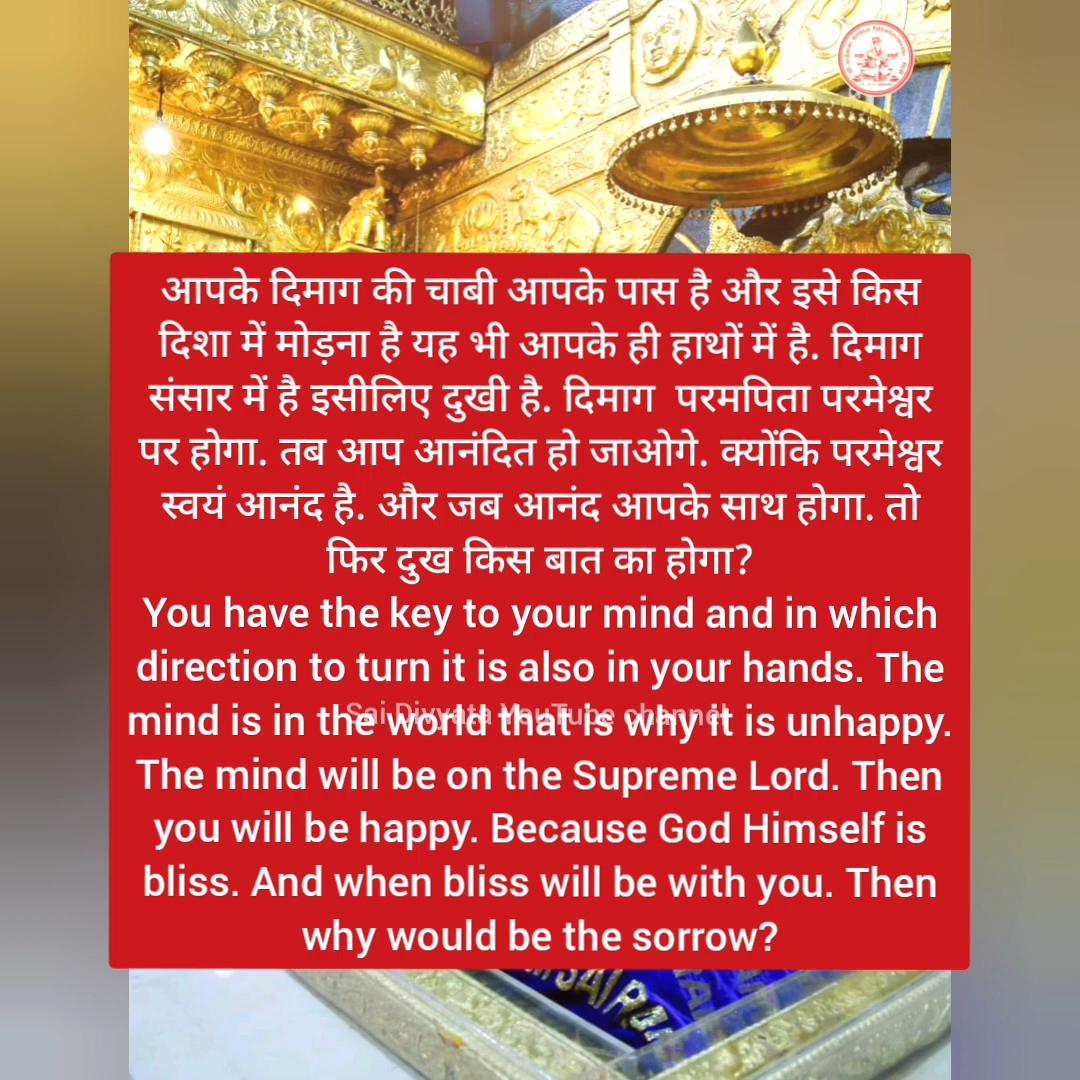 आपके दिमाग की चाबी आपके पास है और इसे किस
दिशा में मोड़ना है यह भी आपके ही हाथों में है. दिमाग
संसार में है इसीलिए दुखी है. दिमाग परमपिता परमेश्वर
पर होगा. तब आप आनंदित हो जाओगे. क्योंकि परमेश्वर
स्वयं आनंद है. और जब आनंद आपके साथ होगा. तो
फिर दुख किस बात का होगा?
You have the key to your mind and in which
direction to turn it is also in your hands. The
mind is in the world that is why it is unhappy.
Sai Divyata YouTube channel
The mind will be on the Supreme Lord. Then
you will be happy. Because God Himself is
bliss. And when bliss will be with you. Then
why would be the sorrow?